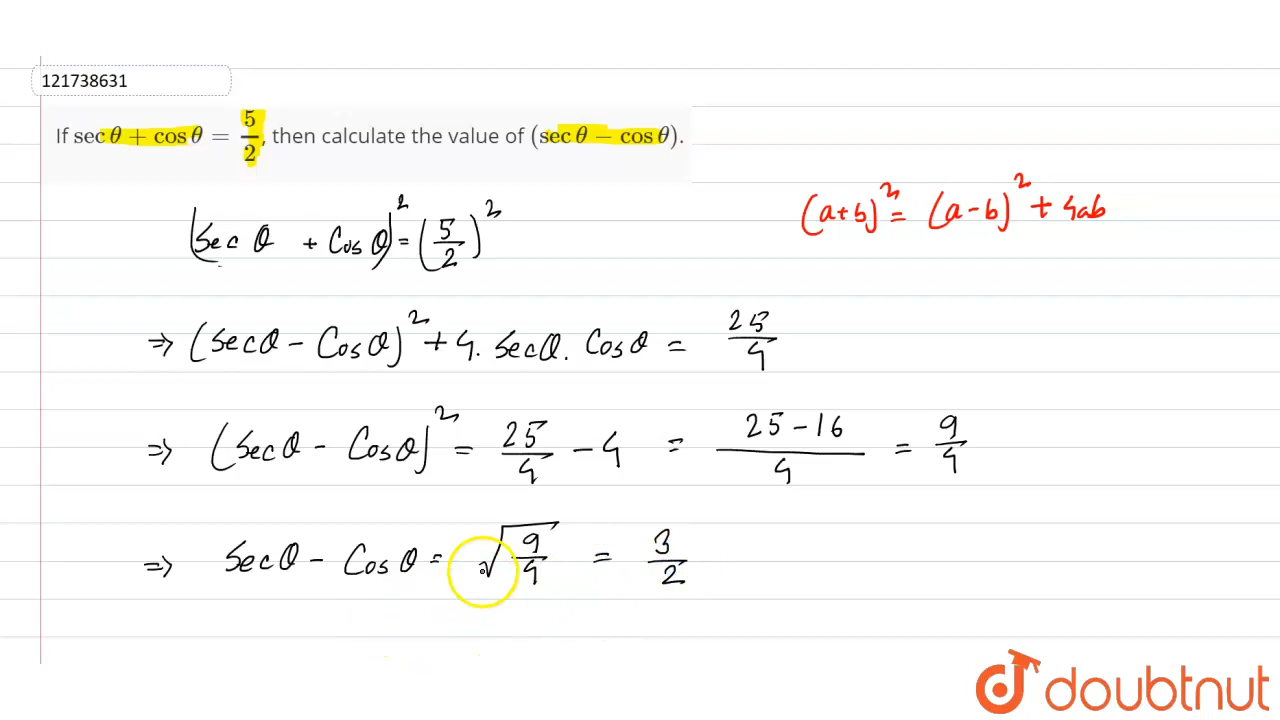 121738631
If sec θ + cos θ = 5/2, then calculate the value of (sec θ − cos θ).
(a+b)² = (a-b)² + 4ab
(Sec θ + Cos θ)² = (5/2)²
⇒ (Secθ - Cosθ)² + 4. Secθ. Cosθ = 25/4
⇒ (Secθ - Cosθ)² = 25/4 - 4 = (25-16)/4 = 9/4
⇒ Secθ - Cosθ = √(9/4) = 3/2
doubtnut